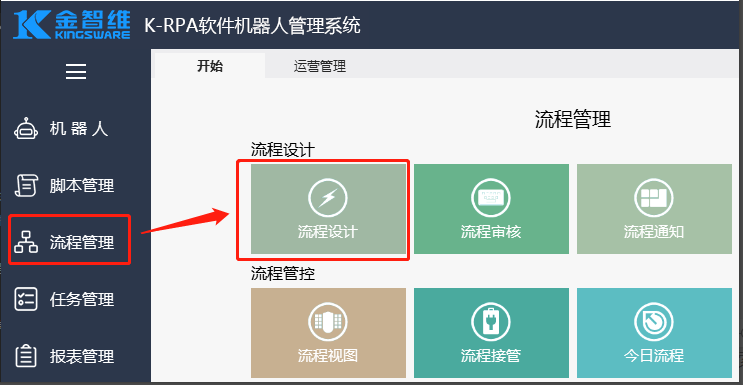 金智维
KINGSWARE
K-RPA软件机器人管理系统
开始 运营管理
机器人
脚本管理
流程管理
任务管理
报表管理
流程管理
流程设计
流程设计 流程审核 流程通知
流程管控
流程视图 流程接管 今日流程